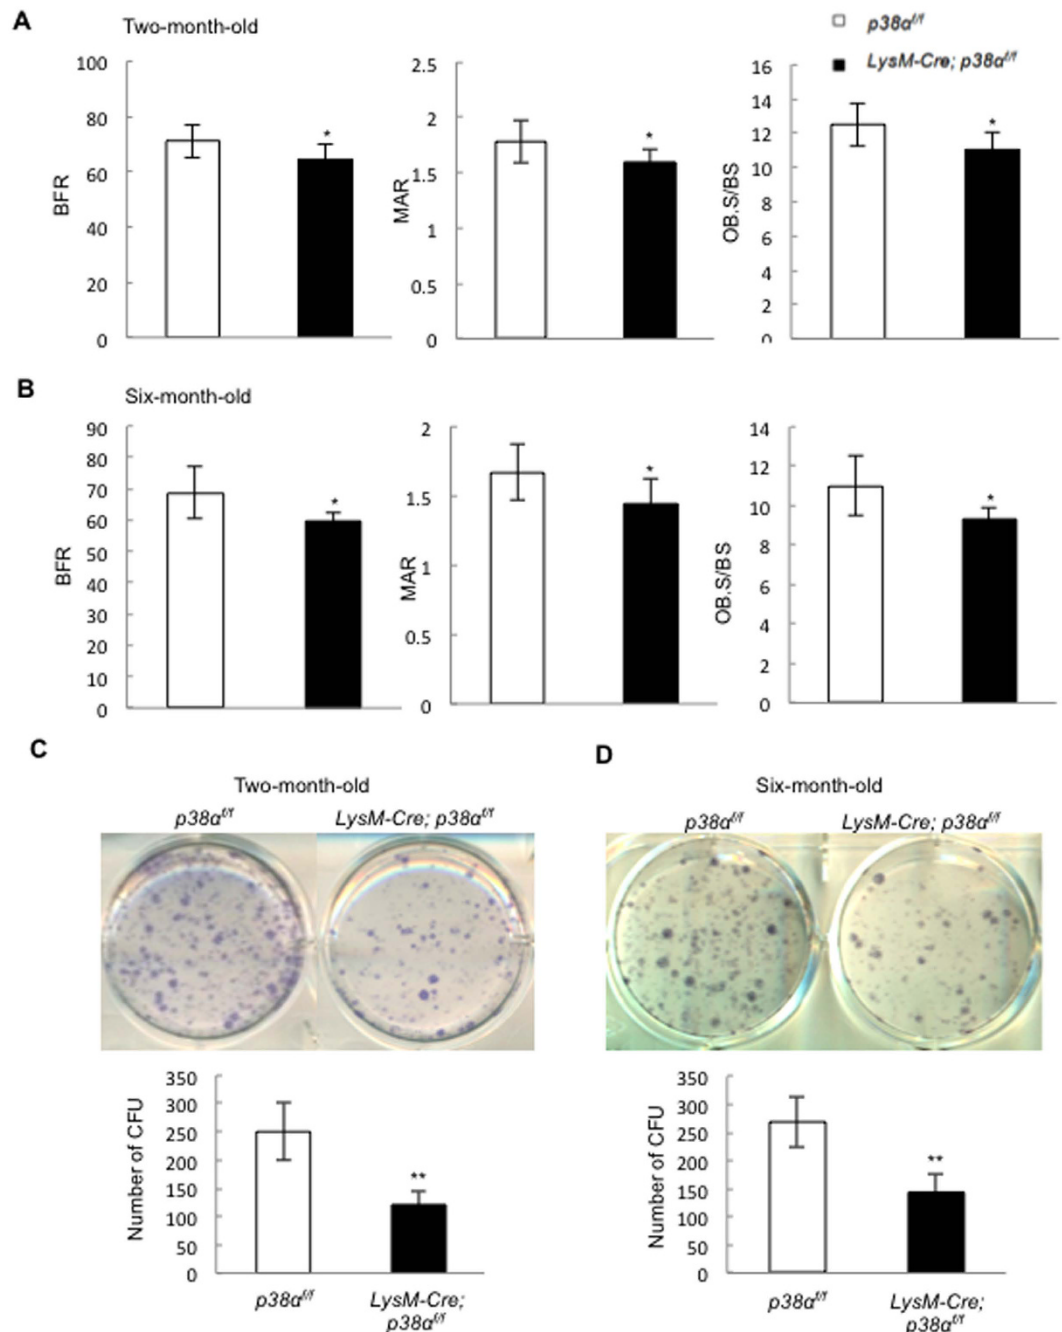 A
Two-month-old
p38α^f/f
LysM-Cre; p38α^f/f
100
80
60
40
20
0
BFR
*
2.5
2
1.5
1
0.5
0
MAR
*
16
14
12
10
8
6
4
2
0
OB.S/BS
*
B
Six-month-old
90
80
70
60
50
40
30
20
10
0
BFR
*
2
1.5
1
0.5
0
MAR
*
14
12
10
8
6
4
2
0
OB.S/BS
*
C
Two-month-old
p38α^f/f
LysM-Cre; p38α^f/f
350
300
250
200
150
100
50
0
Number of CFU
**
p38α^f/f
LysM-Cre;
p38α^f/f
D
Six-month-old
p38α^f/f
LysM-Cre; p38α^f/f
350
300
250
200
150
100
50
0
Number of CFU
**
p38α^f/f
LysM-Cre;
p38α^f/f